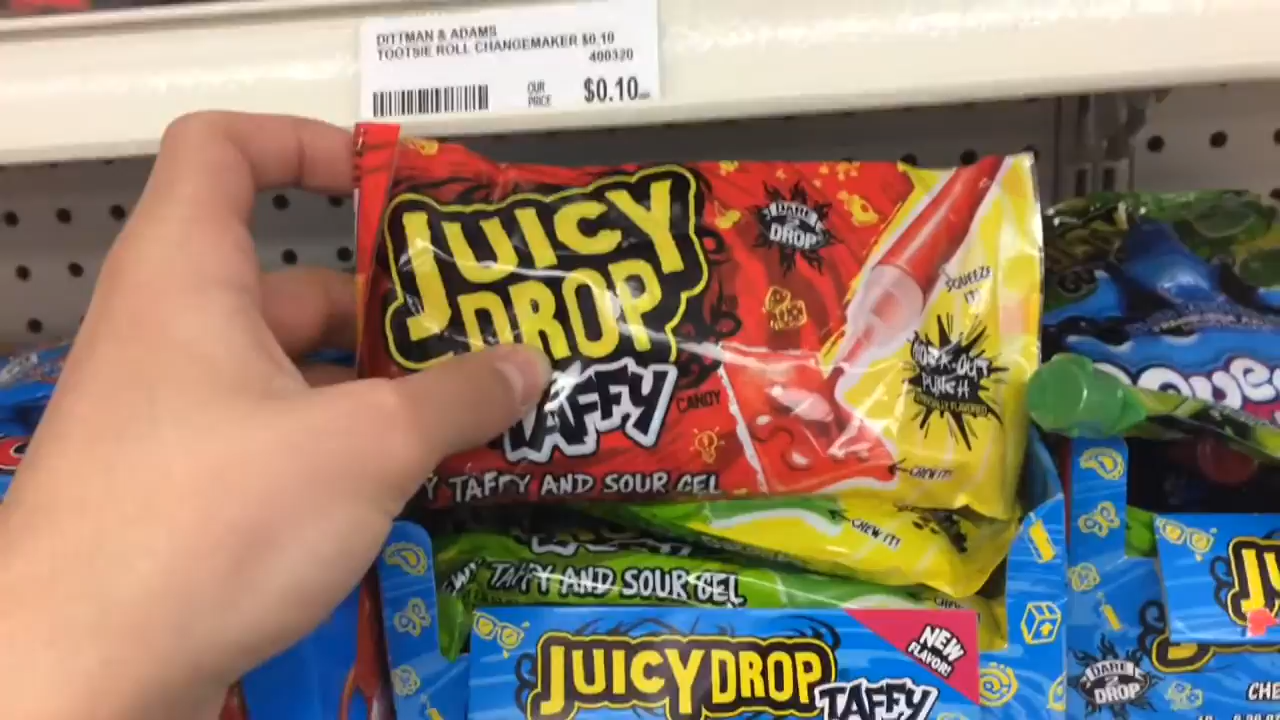 DITTMAN & ADAMS
TOOTSIE ROLL CHANGEMAKER $0.10
400320
OUR PRICE $0.10
JUICY
DROP
TAFFY
CANDY
Y TAFFY AND SOUR GEL
DARE
2
DROP
SQUEEZE
IT!
KNOCK-OUT
PUNCH
CHEW IT!
CHEW IT!
TAFFY AND SOUR GEL
JUICY DROP
TAFFY
NEW
FLAVOR!
DARE
2
DROP